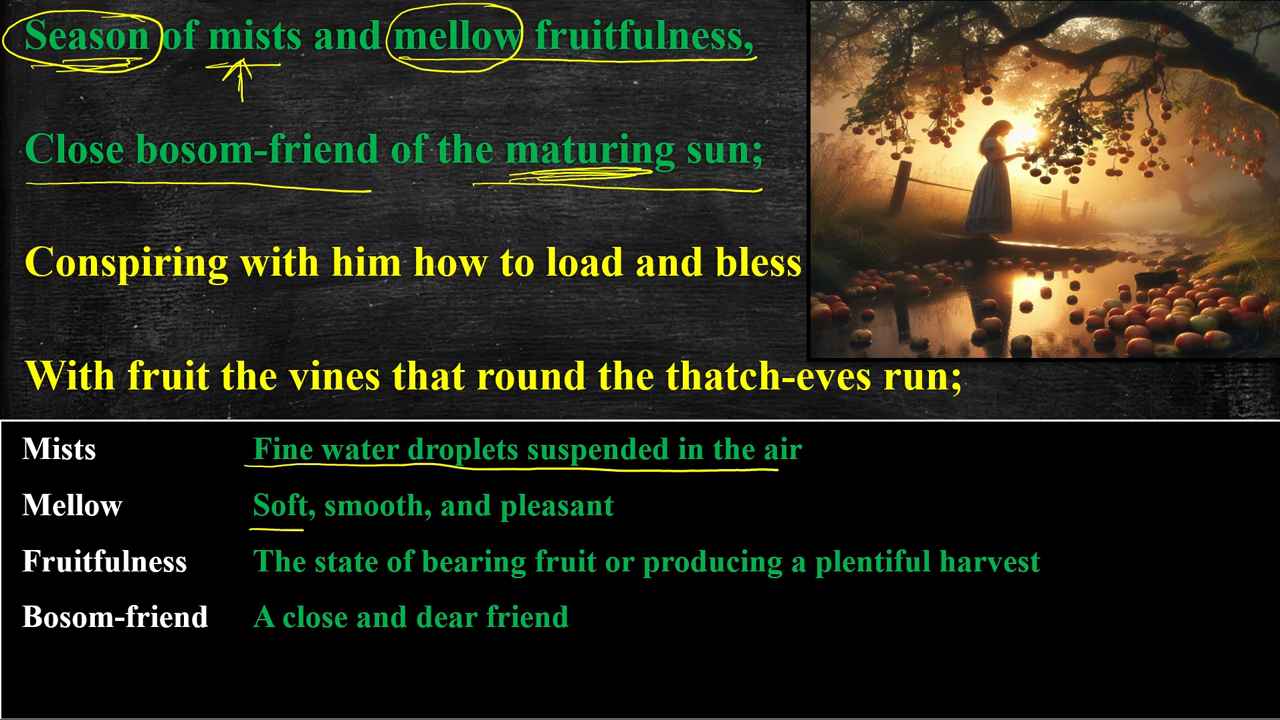 Season of mists and mellow fruitfulness,
Close bosom-friend of the maturing sun;
Conspiring with him how to load and bless
With fruit the vines that round the thatch-eves run;
Mists Fine water droplets suspended in the air
Mellow Soft, smooth, and pleasant
Fruitfulness The state of bearing fruit or producing a plentiful harvest
Bosom-friend A close and dear friend